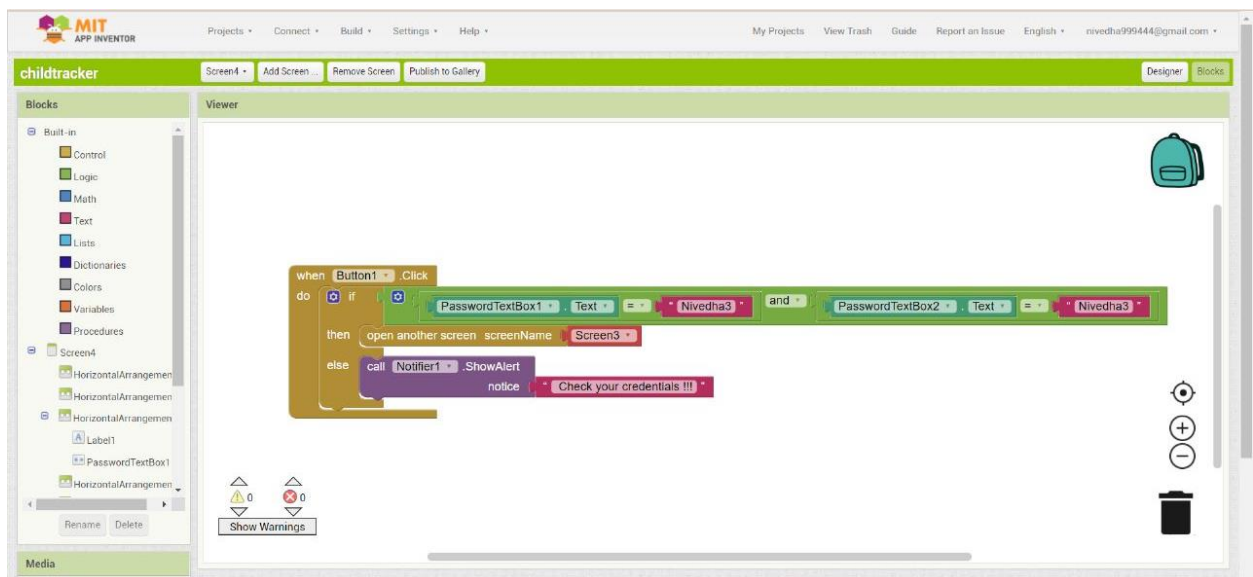 MIT
APP INVENTOR
Projects Connect Build Settings Help My Projects View Trash Guide Report an Issue English nivedha999444@gmail.com
childtracker Screen4 Add Screen ... Remove Screen Publish to Gallery Designer Blocks
Blocks Viewer
Built-in
Control
Logic
Math
Text
Lists
Dictionaries
Colors
Variables
Procedures
Screen4
HorizontalArrangemen
HorizontalArrangemen
HorizontalArrangemen
Label1
PasswordTextBox1
HorizontalArrangemen
Rename Delete
Media
when Button1 .Click
do if PasswordTextBox1 . Text = " Nivedha3 " and PasswordTextBox2 . Text = " Nivedha3 "
then open another screen screenName Screen3
else call Notifier1 .ShowAlert
notice " Check your credentials !!! "
0 0
Show Warnings